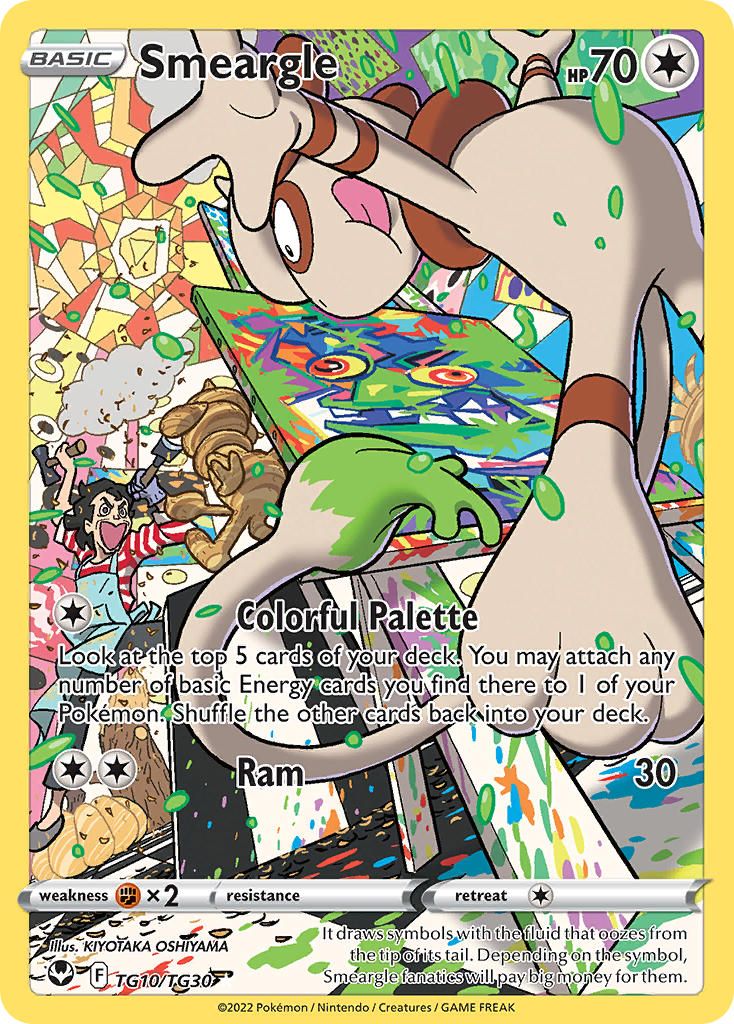 BASIC
Smeargle
HP 70
Colorful Palette
Look at the top 5 cards of your deck. You may attach any
number of basic Energy cards you find there to 1 of your
Pokémon. Shuffle the other cards back into your deck.
Ram 30
weakness ×2 resistance retreat
Illus. KIYOTAKA OSHIYAMA
It draws symbols with the fluid that oozes from
the tip of its tail. Depending on the symbol,
Smeargle fanatics will pay big money for them.
F TG10/TG30
©2022 Pokémon / Nintendo / Creatures / GAME FREAK